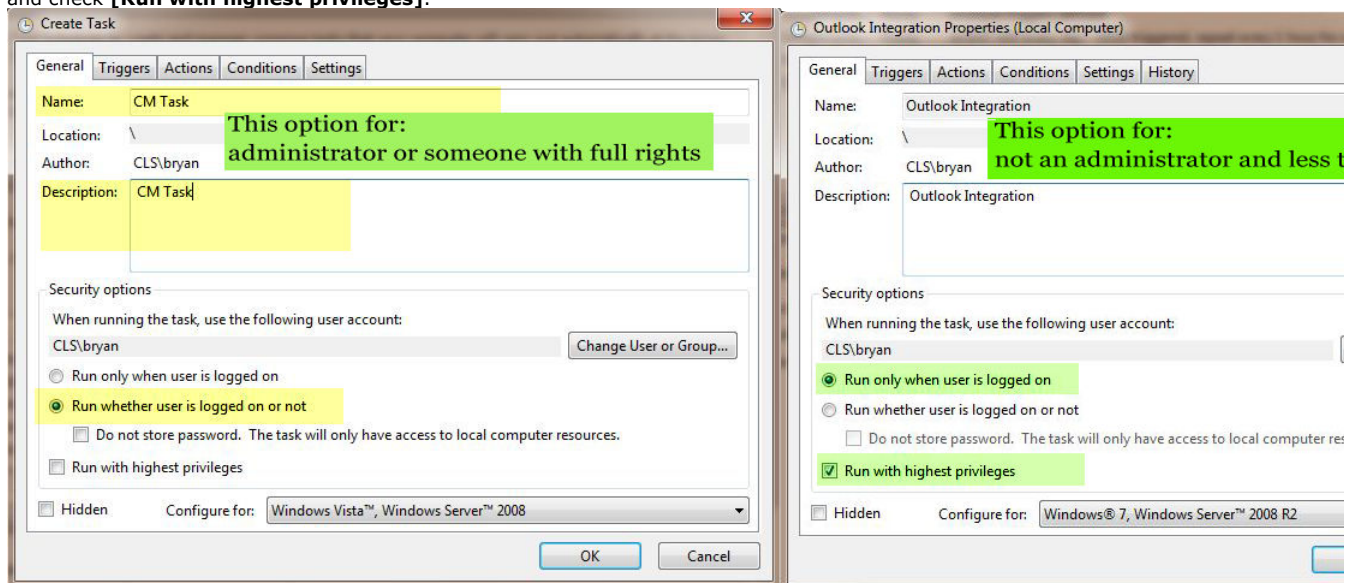 and check [Run with highest privileges].
Create Task
General Triggers Actions Conditions Settings
Name: CM Task
This option for:
administrator or someone with full rights
Location: \
Author: CLS\bryan
Description: CM Task
Security options
When running the task, use the following user account:
CLS\bryan
Change User or Group...
Run only when user is logged on
Run whether user is logged on or not
Do not store password. The task will only have access to local computer resources.
Run with highest privileges
Hidden
Configure for: Windows Vista™, Windows Server™ 2008
OK Cancel
Outlook Integration Properties (Local Computer)
General Triggers Actions Conditions Settings History
Name: Outlook Integration
This option for:
not an administrator and less t
Location: \
Author: CLS\bryan
Description: Outlook Integration
Security options
When running the task, use the following user account:
CLS\bryan
Run only when user is logged on
Run whether user is logged on or not
Do not store password. The task will only have access to local computer res
Run with highest privileges
Hidden
Configure for: Windows® 7, Windows Server™ 2008 R2